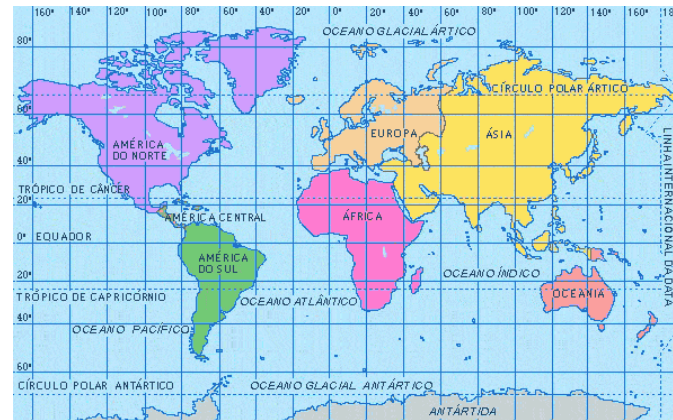 160° 140° 120° 100° 80° 60° 40° 20° 0° 20° 40° 60° 80° 100° 120° 140° 160° 180
OCEANO GLACIAL ÁRTICO
80°
CÍRCULO POLAR ÁRTICO
60°
EUROPA
ÁSIA
AMÉRICA
DO NORTE
40°
TRÓPICO DE CÂNCER
20°
AMÉRICA CENTRAL
ÁFRICA
0°
EQUADOR
AMÉRICA
DO SUL
OCEANO ÍNDICO
20°
TRÓPICO DE CAPRICÓRNIO
OCEANO ATLÂNTICO
OCEANIA
40°
OCEANO PACÍFICO
60°
CÍRCULO POLAR ANTÁRTICO
OCEANO GLACIAL ANTÁRTICO
ANTÁRTIDA
LINHA INTERNACIONAL DA DATA